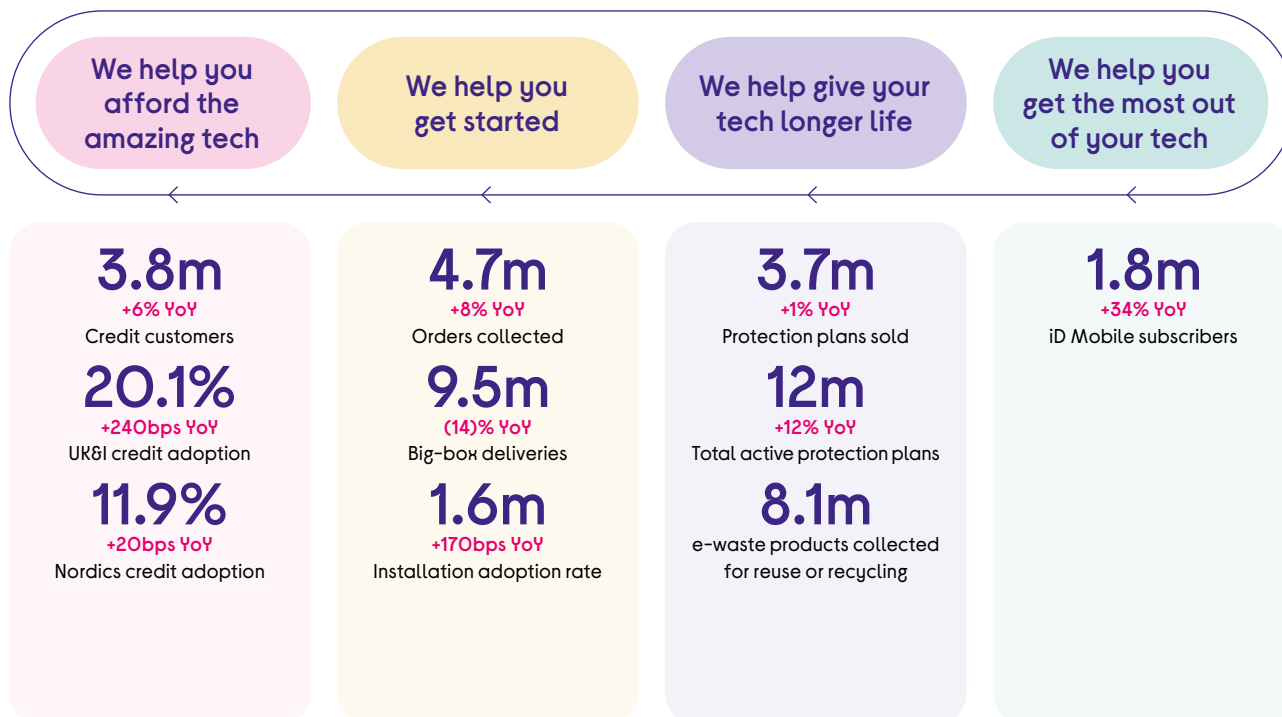 We help you
afford the
amazing tech
We help you
get started
We help give your
tech longer life
We help you
get the most out
of your tech
3.8m
+6% YoY
Credit customers
20.1%
+240bps YoY
UK&I credit adoption
11.9%
+20bps YoY
Nordics credit adoption
4.7m
+8% YoY
Orders collected
9.5m
(14)% YoY
Big-box deliveries
1.6m
+170bps YoY
Installation adoption rate
3.7m
+1% YoY
Protection plans sold
12m
+12% YoY
Total active protection plans
8.1m
e-waste products collected
for reuse or recycling
1.8m
+34% YoY
iD Mobile subscribers